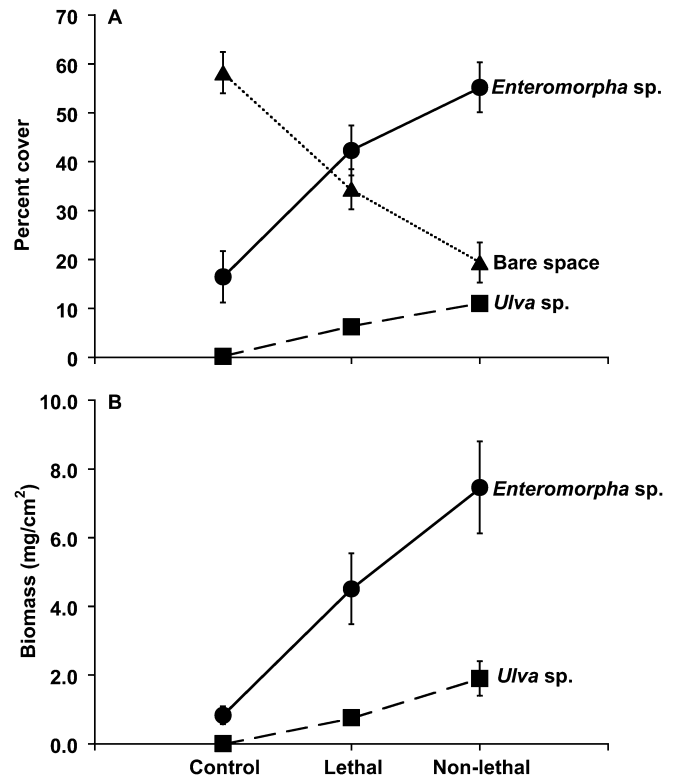 A
70
60
50
40
30
20
10
0
Percent cover
Enteromorpha sp.
Bare space
Ulva sp.
B
10.0
8.0
6.0
4.0
2.0
0.0
Biomass (mg/cm²)
Enteromorpha sp.
Ulva sp.
Control Lethal Non-lethal